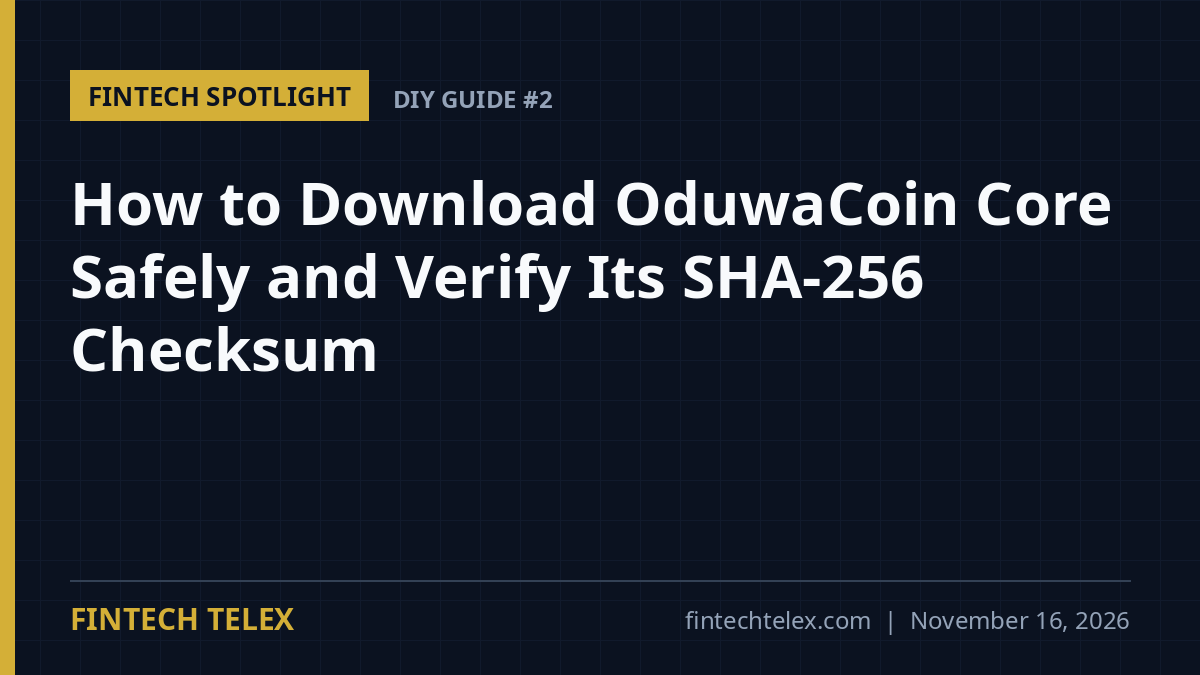 FINTECH SPOTLIGHT DIY GUIDE #2
How to Download OduwaCoin Core
Safely and Verify Its SHA-256
Checksum
FINTECH TELEX fintechtelex.com | November 16, 2026